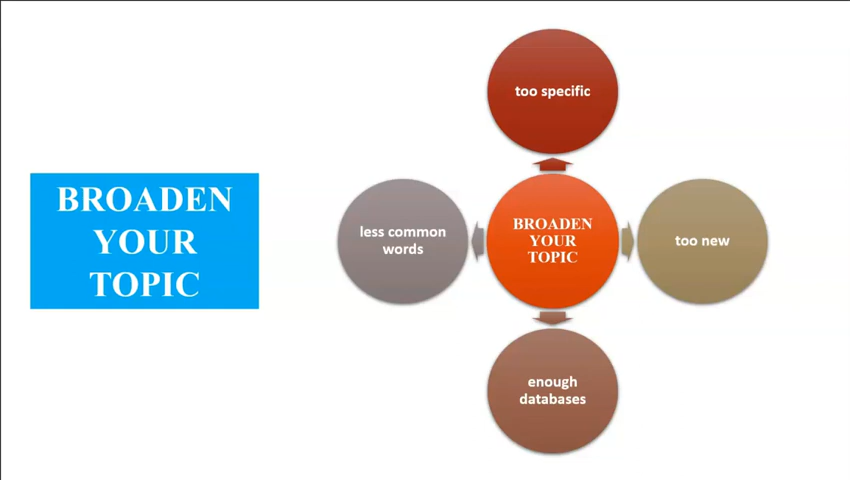 BROADEN
YOUR
TOPIC
too specific
less common
words
BROADEN
YOUR
TOPIC
too new
enough
databases